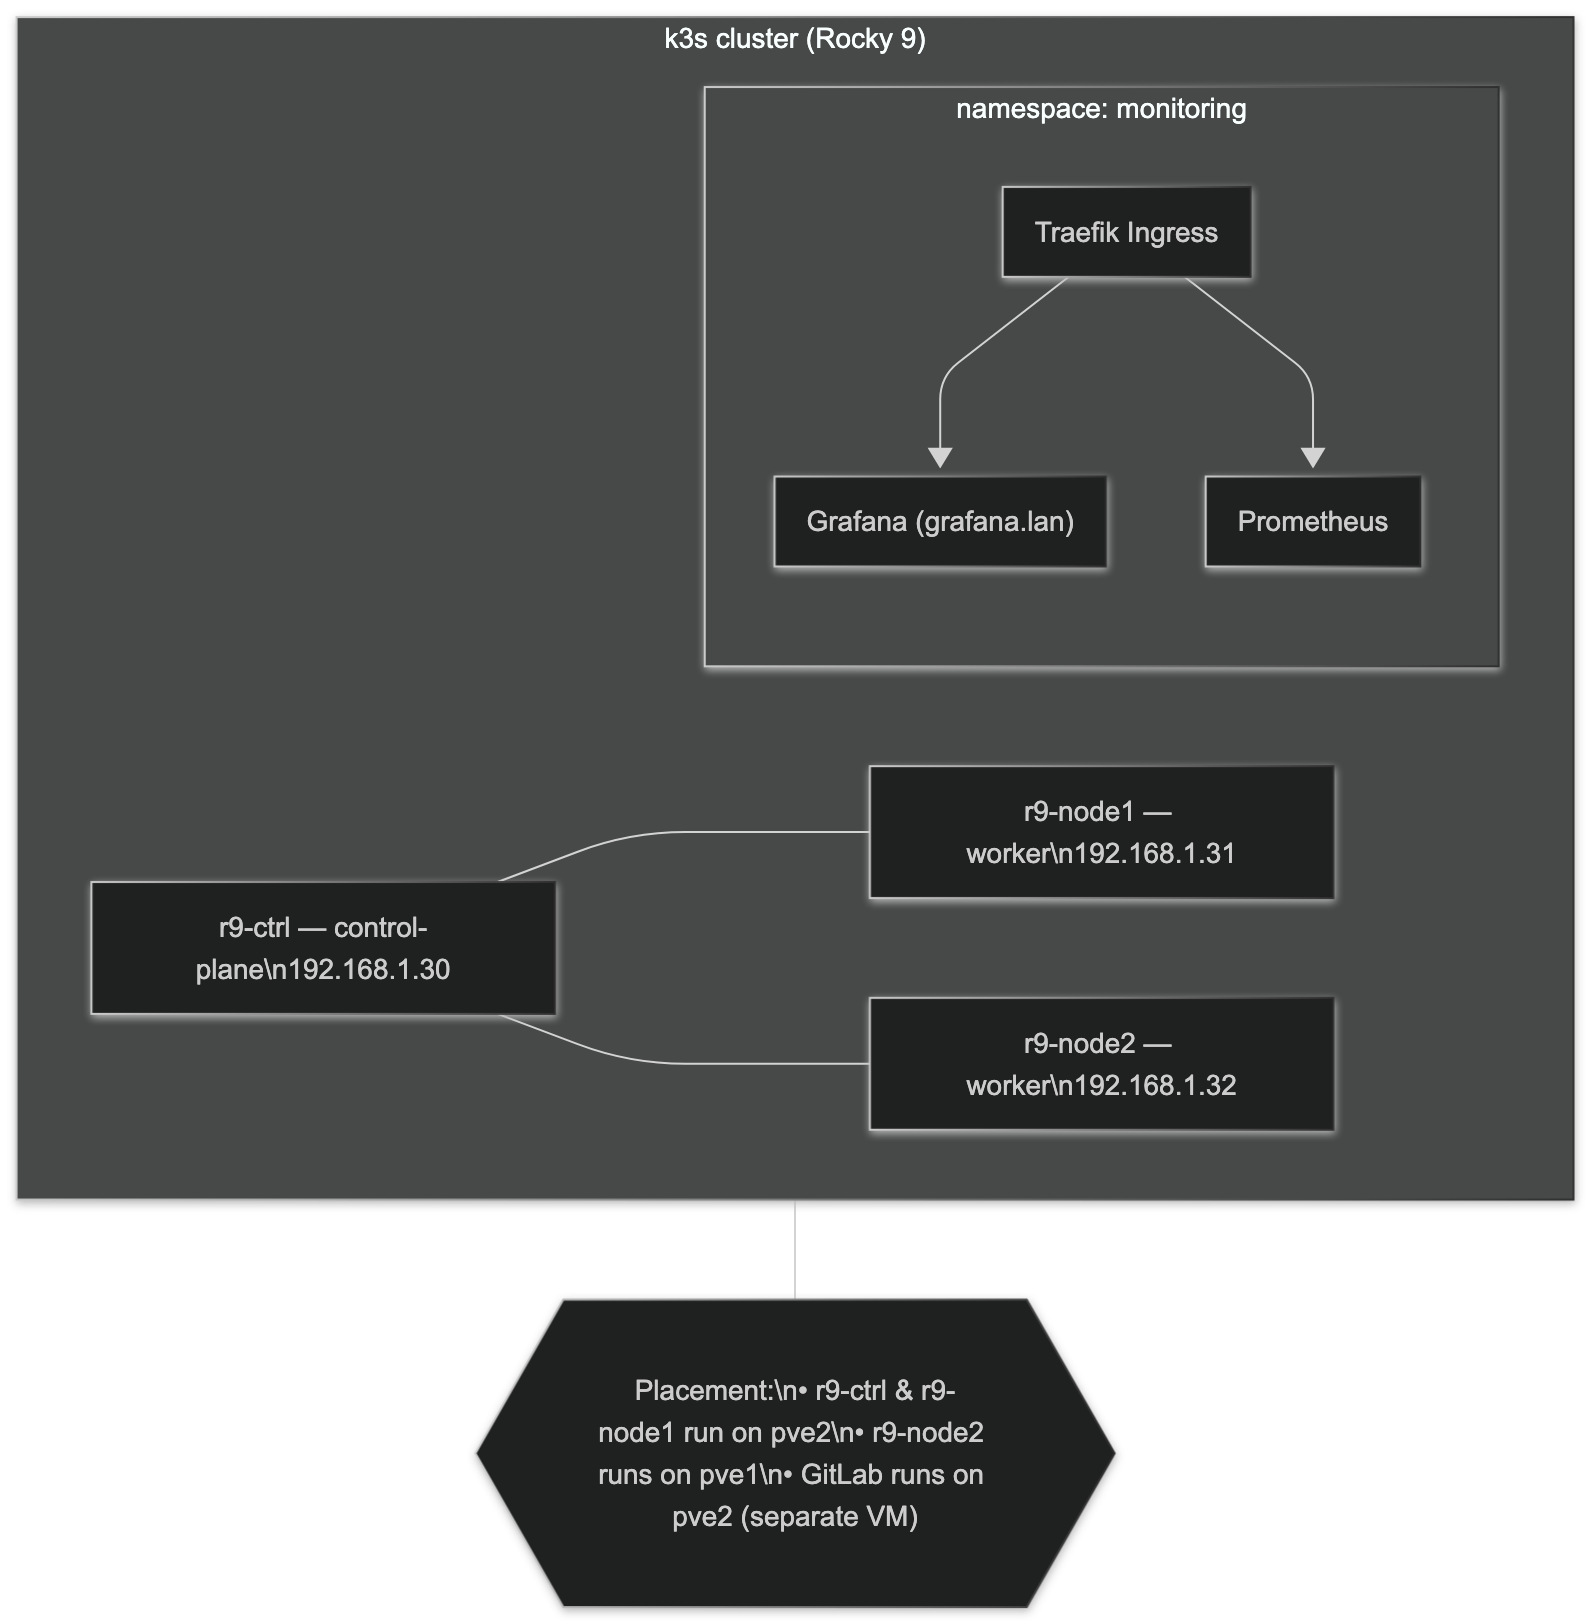 k3s cluster (Rocky 9)
namespace: monitoring
Traefik Ingress
Grafana (grafana.lan)
Prometheus
r9-node1 —
worker\n192.168.1.31
r9-ctrl — control-
plane\n192.168.1.30
r9-node2 —
worker\n192.168.1.32
Placement:\n• r9-ctrl & r9-
node1 run on pve2\n• r9-node2
runs on pve1\n• GitLab runs on
pve2 (separate VM)